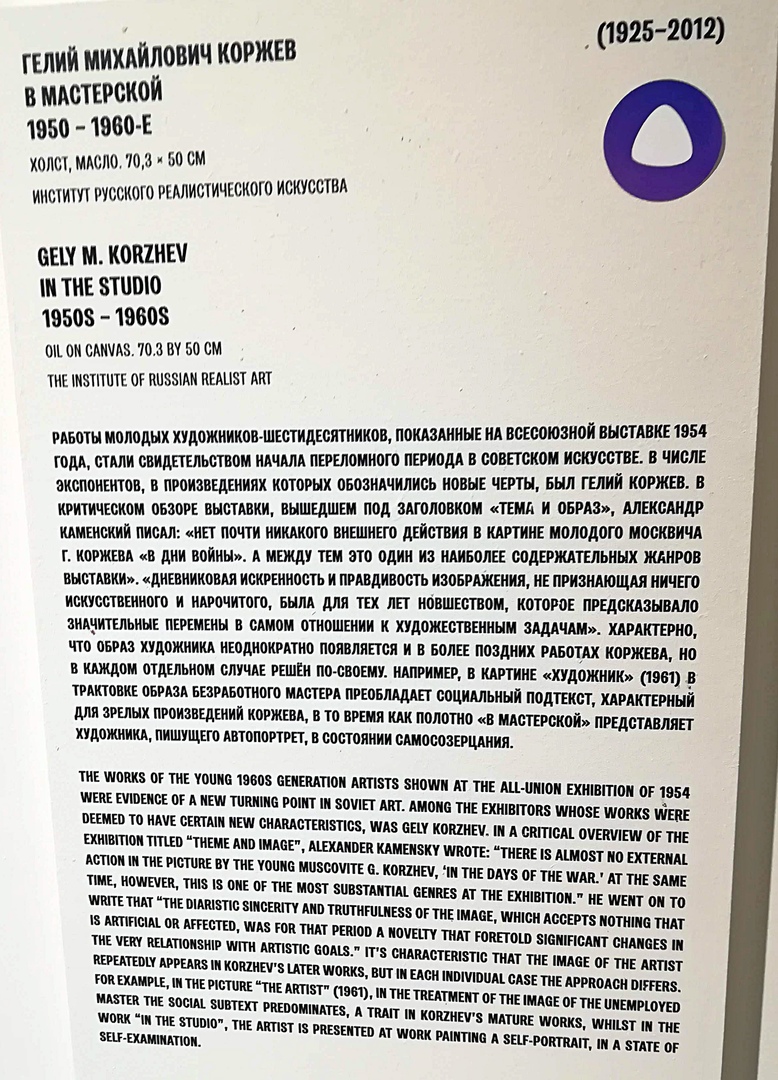 (1925–2012)
ГЕЛИЙ МИХАЙЛОВИЧ КОРЖЕВ
В МАСТЕРСКОЙ
1950 – 1960-Е
ХОЛСТ, МАСЛО. 70,3 × 50 СМ
ИНСТИТУТ РУССКОГО РЕАЛИСТИЧЕСКОГО ИСКУССТВА
GELY M. KORZHEV
IN THE STUDIO
1950S – 1960S
OIL ON CANVAS. 70.3 BY 50 CM
THE INSTITUTE OF RUSSIAN REALIST ART
РАБОТЫ МОЛОДЫХ ХУДОЖНИКОВ-ШЕСТИДЕСЯТНИКОВ, ПОКАЗАННЫЕ НА ВСЕСОЮЗНОЙ ВЫСТАВКЕ 1954
ГОДА, СТАЛИ СВИДЕТЕЛЬСТВОМ НАЧАЛА ПЕРЕЛОМНОГО ПЕРИОДА В СОВЕТСКОМ ИСКУССТВЕ. В ЧИСЛЕ
ЭКСПОНЕНТОВ, В ПРОИЗВЕДЕНИЯХ КОТОРЫХ ОБОЗНАЧИЛИСЬ НОВЫЕ ЧЕРТЫ, БЫЛ ГЕЛИЙ КОРЖЕВ. В
КРИТИЧЕСКОМ ОБЗОРЕ ВЫСТАВКИ, ВЫШЕДШЕМ ПОД ЗАГОЛОВКОМ «ТЕМА И ОБРАЗ», АЛЕКСАНДР
КАМЕНСКИЙ ПИСАЛ: «НЕТ ПОЧТИ НИКАКОГО ВНЕШНЕГО ДЕЙСТВИЯ В КАРТИНЕ МОЛОДОГО МОСКВИЧА
Г. КОРЖЕВА «В ДНИ ВОЙНЫ». А МЕЖДУ ТЕМ ЭТО ОДИН ИЗ НАИБОЛЕЕ СОДЕРЖАТЕЛЬНЫХ ЖАНРОВ
ВЫСТАВКИ». «ДНЕВНИКОВАЯ ИСКРЕННОСТЬ И ПРАВДИВОСТЬ ИЗОБРАЖЕНИЯ, НЕ ПРИЗНАЮЩАЯ НИЧЕГО
ИСКУССТВЕННОГО И НАРОЧИТОГО, БЫЛА ДЛЯ ТЕХ ЛЕТ НОВШЕСТВОМ, КОТОРОЕ ПРЕДСКАЗЫВАЛО
ЗНАЧИТЕЛЬНЫЕ ПЕРЕМЕНЫ В САМОМ ОТНОШЕНИИ К ХУДОЖЕСТВЕННЫМ ЗАДАЧАМ». ХАРАКТЕРНО,
ЧТО ОБРАЗ ХУДОЖНИКА НЕОДНОКРАТНО ПОЯВЛЯЕТСЯ И В БОЛЕЕ ПОЗДНИХ РАБОТАХ КОРЖЕВА, НО
В КАЖДОМ ОТДЕЛЬНОМ СЛУЧАЕ РЕШЁН ПО-СВОЕМУ. НАПРИМЕР, В КАРТИНЕ «ХУДОЖНИК» (1961) В
ТРАКТОВКЕ ОБРАЗА БЕЗРАБОТНОГО МАСТЕРА ПРЕОБЛАДАЕТ СОЦИАЛЬНЫЙ ПОДТЕКСТ, ХАРАКТЕРНЫЙ
ДЛЯ ЗРЕЛЫХ ПРОИЗВЕДЕНИЙ КОРЖЕВА, В ТО ВРЕМЯ КАК ПОЛОТНО «В МАСТЕРСКОЙ» ПРЕДСТАВЛЯЕТ
ХУДОЖНИКА, ПИШУЩЕГО АВТОПОРТРЕТ, В СОСТОЯНИИ САМОСОЗЕРЦАНИЯ.
THE WORKS OF THE YOUNG 1960S GENERATION ARTISTS SHOWN AT THE ALL-UNION EXHIBITION OF 1954
WERE EVIDENCE OF A NEW TURNING POINT IN SOVIET ART. AMONG THE EXHIBITORS WHOSE WORKS WERE
DEEMED TO HAVE CERTAIN NEW CHARACTERISTICS, WAS GELY KORZHEV. IN A CRITICAL OVERVIEW OF THE
EXHIBITION TITLED "THEME AND IMAGE", ALEXANDER KAMENSKY WROTE: "THERE IS ALMOST NO EXTERNAL
ACTION IN THE PICTURE BY THE YOUNG MUSCOVITE G. KORZHEV, 'IN THE DAYS OF THE WAR.' AT THE SAME
TIME, HOWEVER, THIS IS ONE OF THE MOST SUBSTANTIAL GENRES AT THE EXHIBITION." HE WENT ON TO
WRITE THAT "THE DIARISTIC SINCERITY AND TRUTHFULNESS OF THE IMAGE, WHICH ACCEPTS NOTHING THAT
IS ARTIFICIAL OR AFFECTED, WAS FOR THAT PERIOD A NOVELTY THAT FORETOLD SIGNIFICANT CHANGES IN
THE VERY RELATIONSHIP WITH ARTISTIC GOALS." IT'S CHARACTERISTIC THAT THE IMAGE OF THE ARTIST
REPEATEDLY APPEARS IN KORZHEV'S LATER WORKS, BUT IN EACH INDIVIDUAL CASE THE APPROACH DIFFERS.
FOR EXAMPLE, IN THE PICTURE "THE ARTIST" (1961), IN THE TREATMENT OF THE IMAGE OF THE UNEMPLOYED
MASTER THE SOCIAL SUBTEXT PREDOMINATES, A TRAIT IN KORZHEV'S MATURE WORKS, WHILST IN THE
WORK "IN THE STUDIO", THE ARTIST IS PRESENTED AT WORK PAINTING A SELF-PORTRAIT, IN A STATE OF
SELF-EXAMINATION.